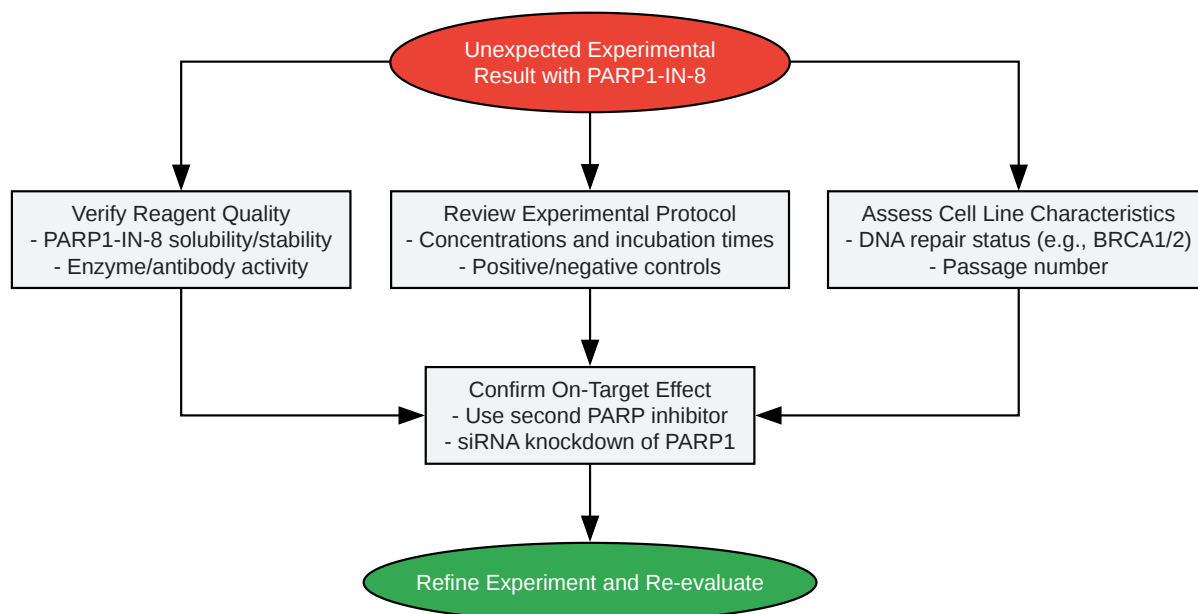 Unexpected Experimental
Result with PARP1-IN-8
Verify Reagent Quality
- PARP1-IN-8 solubility/stability
- Enzyme/antibody activity
Review Experimental Protocol
- Concentrations and incubation times
- Positive/negative controls
Assess Cell Line Characteristics
- DNA repair status (e.g., BRCA1/2)
- Passage number
Confirm On-Target Effect
- Use second PARP inhibitor
- siRNA knockdown of PARP1
Refine Experiment and Re-evaluate